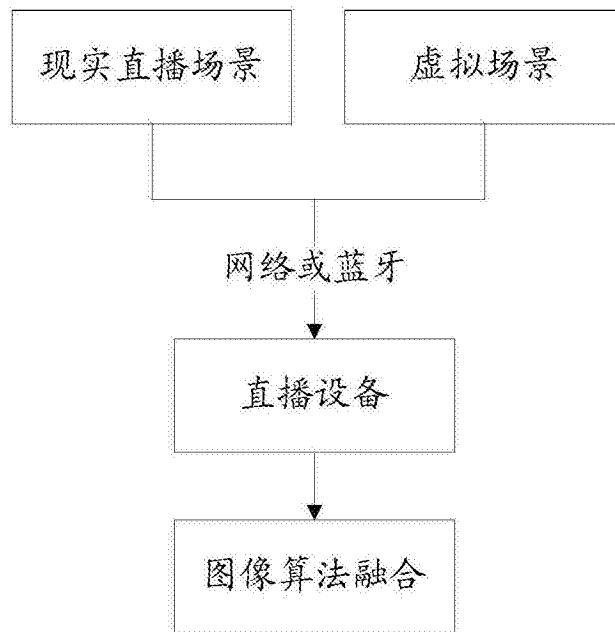 现实直播场景
虚拟场景
网络或蓝牙
直播设备
图像算法融合